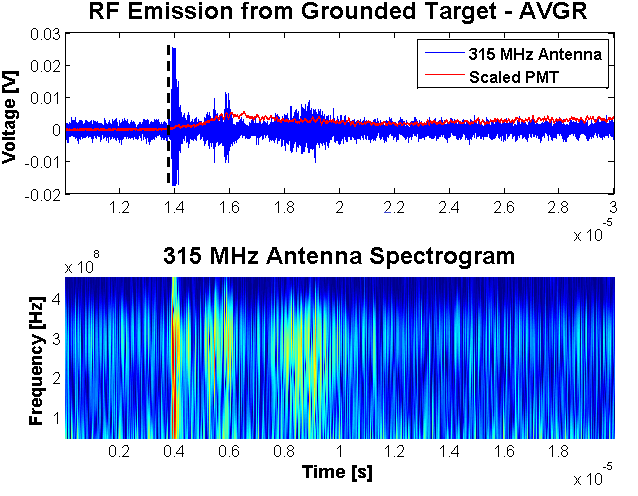 RF Emission from Grounded Target - AVGR
0.03
0.02
0.01
0
-0.01
-0.02
Voltage [V]
315 MHz Antenna
Scaled PMT
1.2 1.4 1.6 1.8 2 2.2 2.4 2.6 2.8 3
x 10^-5
315 MHz Antenna Spectrogram
x 10^8
4
3
2
1
Frequency [Hz]
0.2 0.4 0.6 0.8 1 1.2 1.4 1.6 1.8
Time [s]
x 10^-5